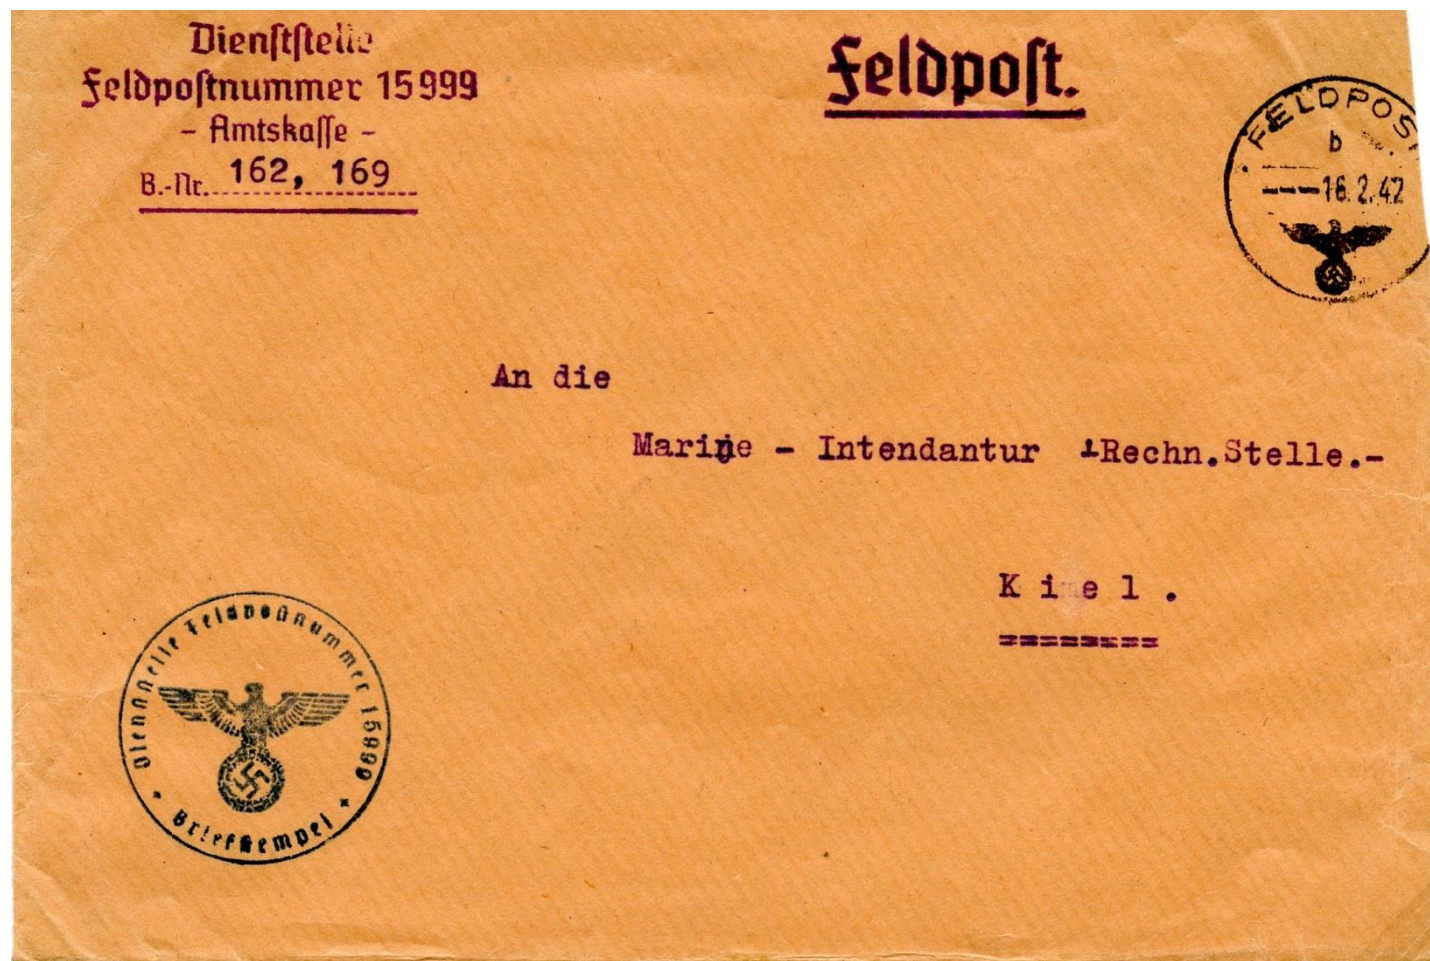 Dienststelle
Feldpostnummer 15999
- Amtskasse -
B.-Nr. 162, 169
Feldpost.
FELDPOST
b
---16.2.42
An die
Marine - Intendantur -Rechn.Stelle.-
K i e l .
========
Dienststelle Feldpostnummer 15999
Briefstempel